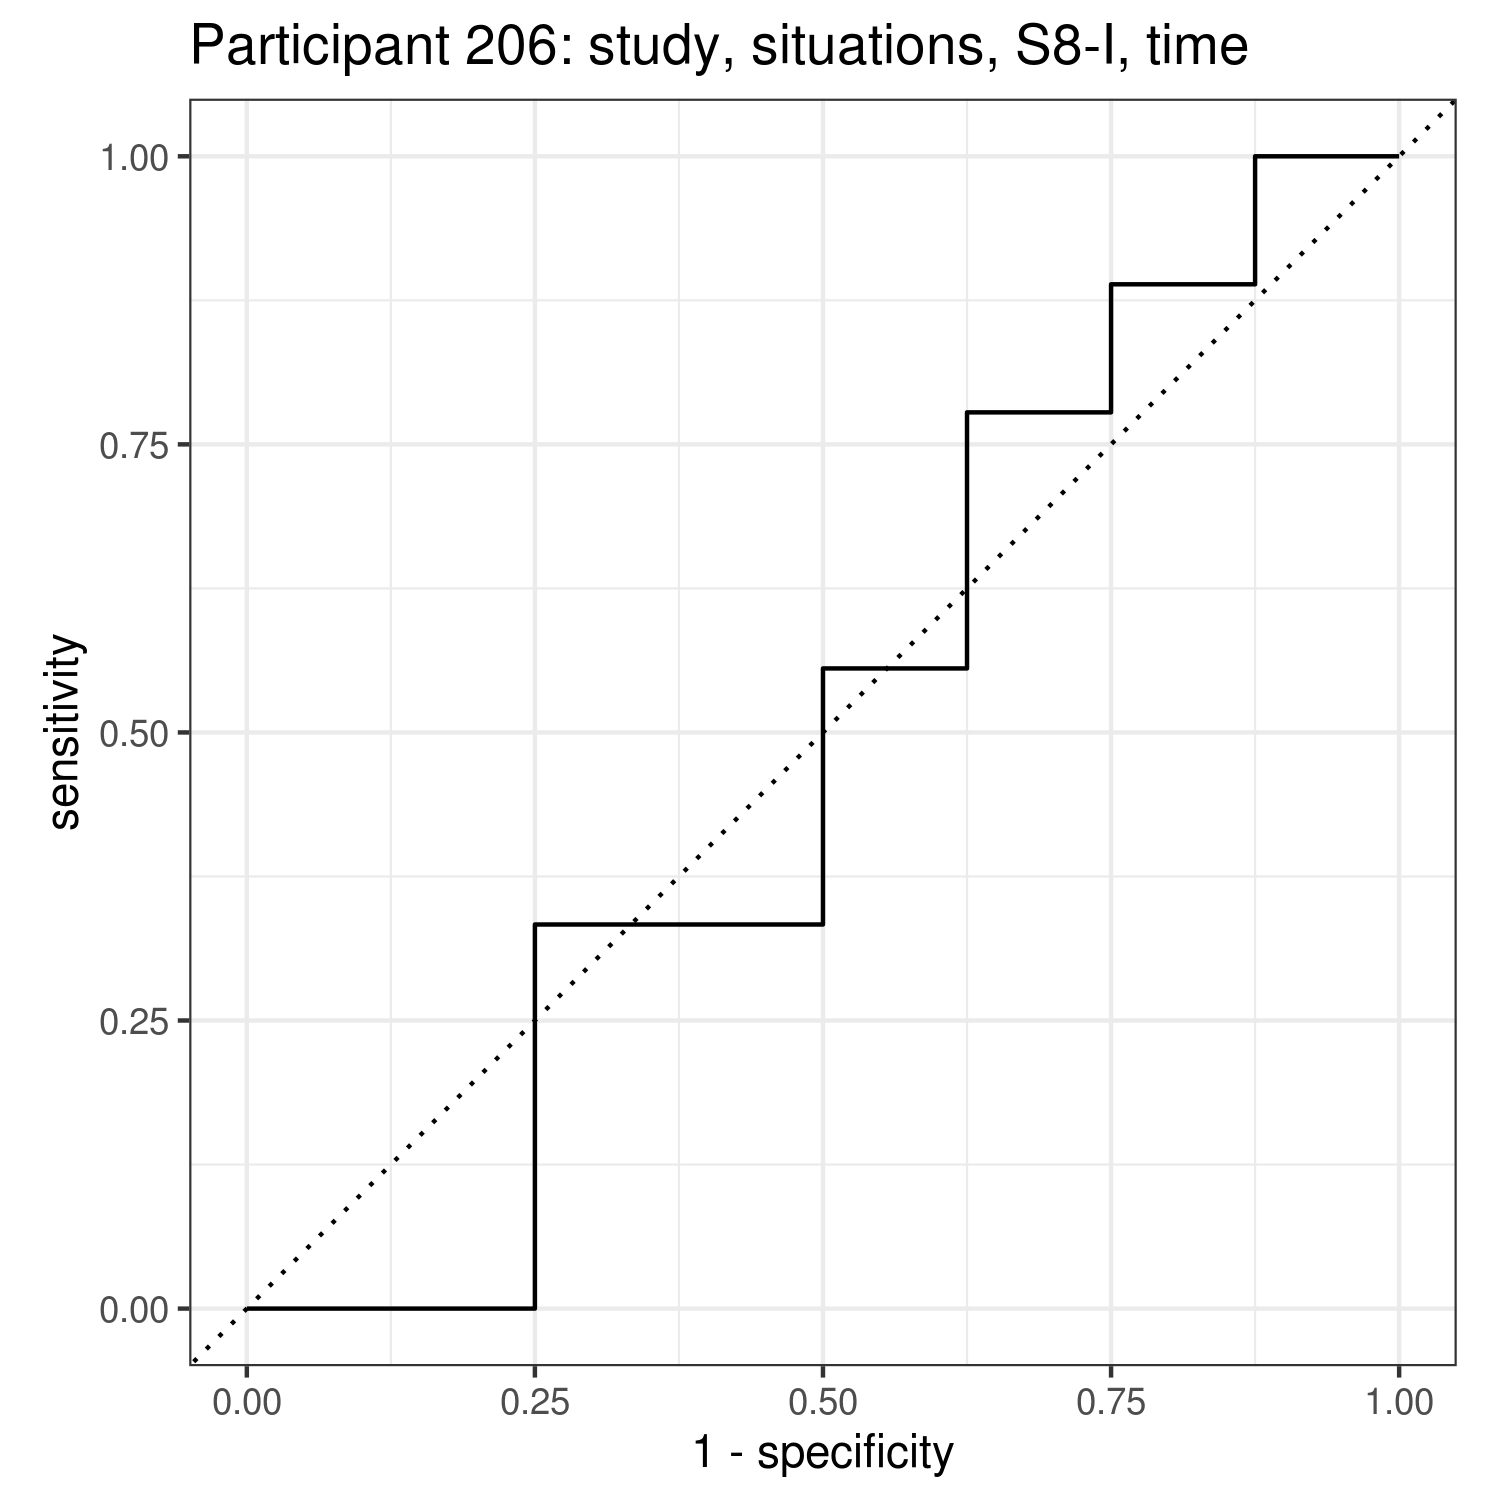 Participant 206: study, situations, S8-I, time
1.00
0.75
0.50
0.25
0.00
sensitivity
0.00 0.25 0.50 0.75 1.00
1 - specificity